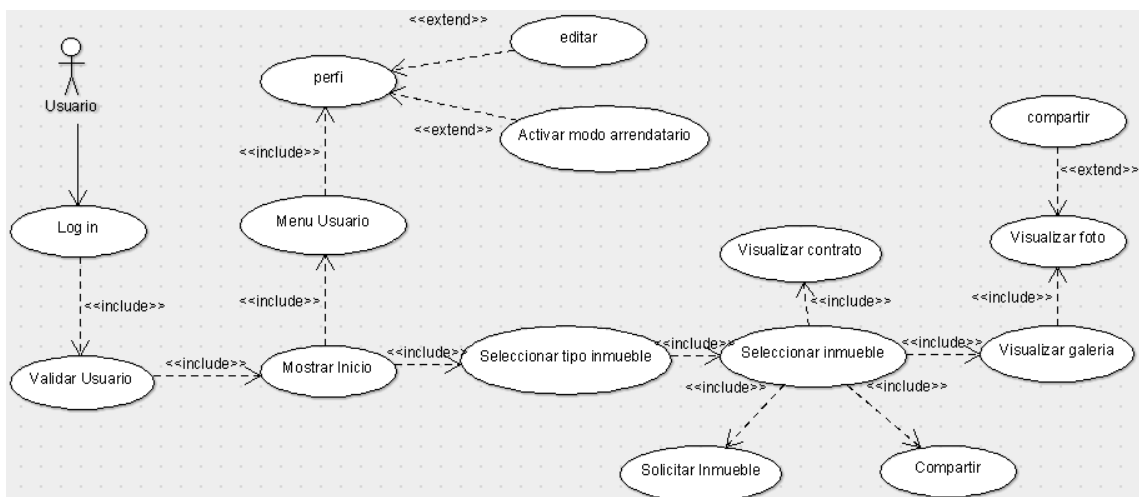 <<extend>>
editar
perfi
Usuario
<<extend>>
Activar modo arrendatario
compartir
<<include>>
<<extend>>
Log in
Menu Usuario
Visualizar contrato
Visualizar foto
<<include>>
<<include>>
<<include>>
<<include>>
Validar Usuario
<<include>>
Mostrar Inicio
<<include>>
Seleccionar tipo inmueble
<<include>>
Seleccionar inmueble
<<include>>
Visualizar galeria
<<include>>
<<include>>
Solicitar Inmueble
Compartir